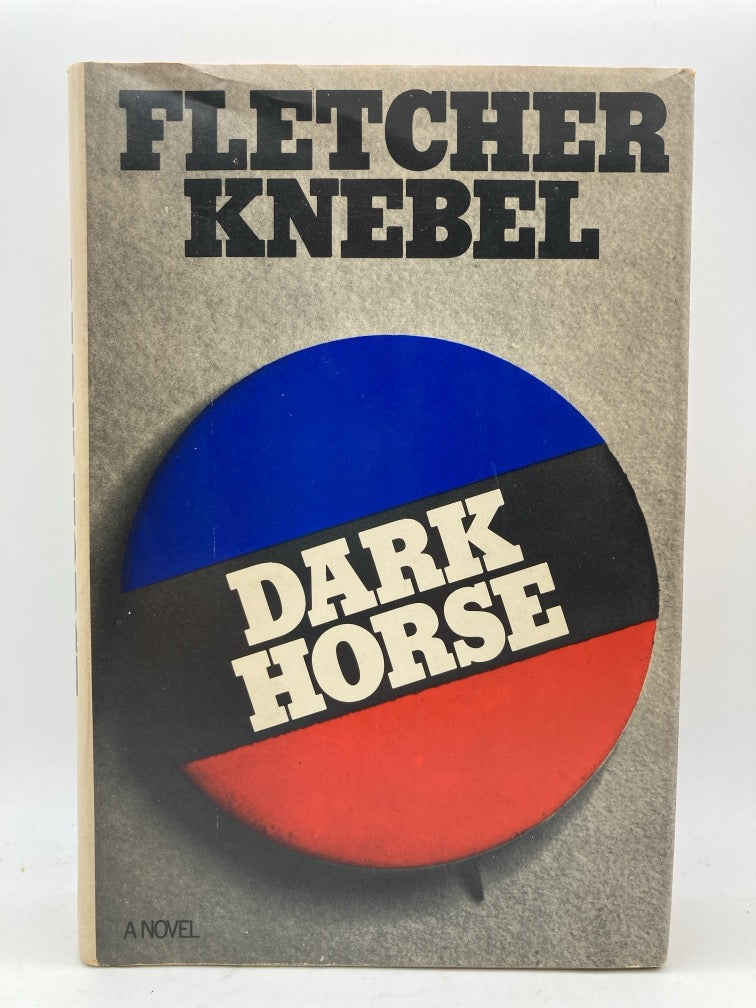 FLETCHER
KNEBEL
DARK
HORSE
A NOVEL